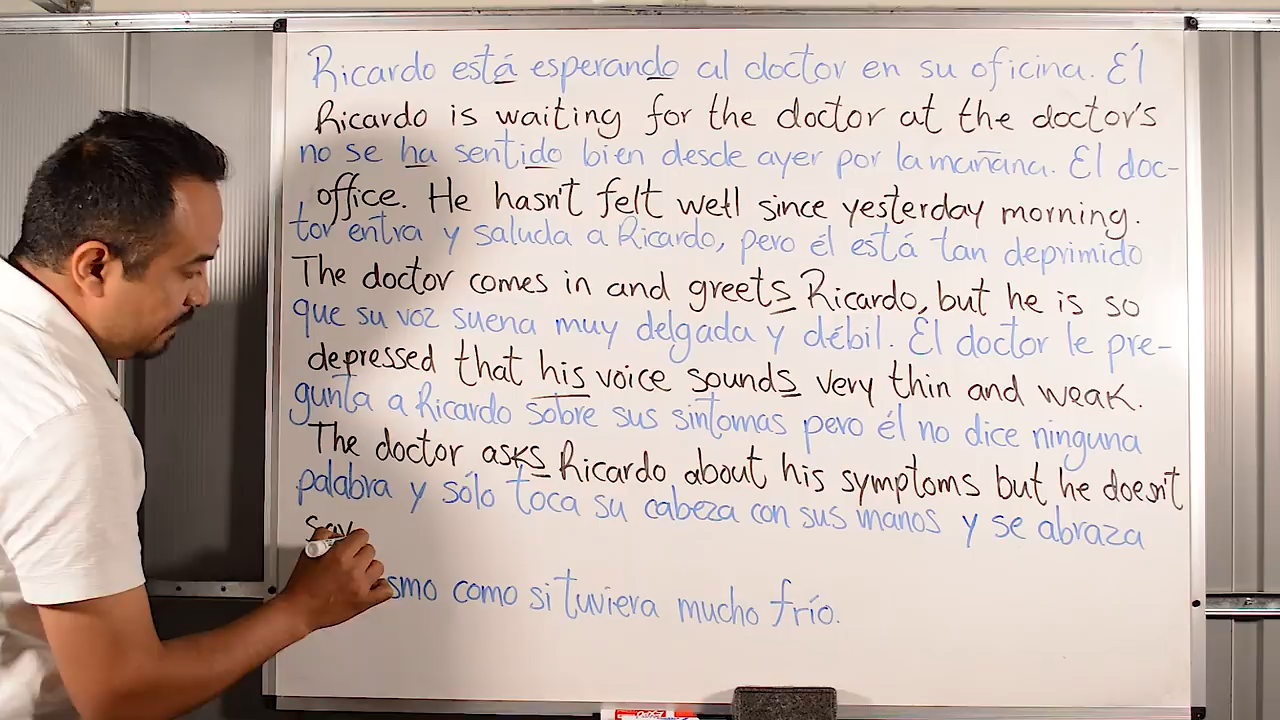 Ricardo está esperando al doctor en su oficina. Él
Ricardo is waiting for the doctor at the doctor's
no se ha sentido bien desde ayer por la mañana. El doc-
office. He hasn't felt well since yesterday morning.
tor entra y saluda a Ricardo, pero él está tan deprimido
The doctor comes in and greets Ricardo, but he is so
que su voz suena muy delgada y débil. El doctor le pre-
depressed that his voice sounds very thin and weak.
gunta a Ricardo sobre sus sintomas pero él no dice ninguna
The doctor asks Ricardo about his symptoms but he doesn't
palabra y sólo toca su cabeza con sus manos y se abraza
say
smo como si tuviera mucho frío.